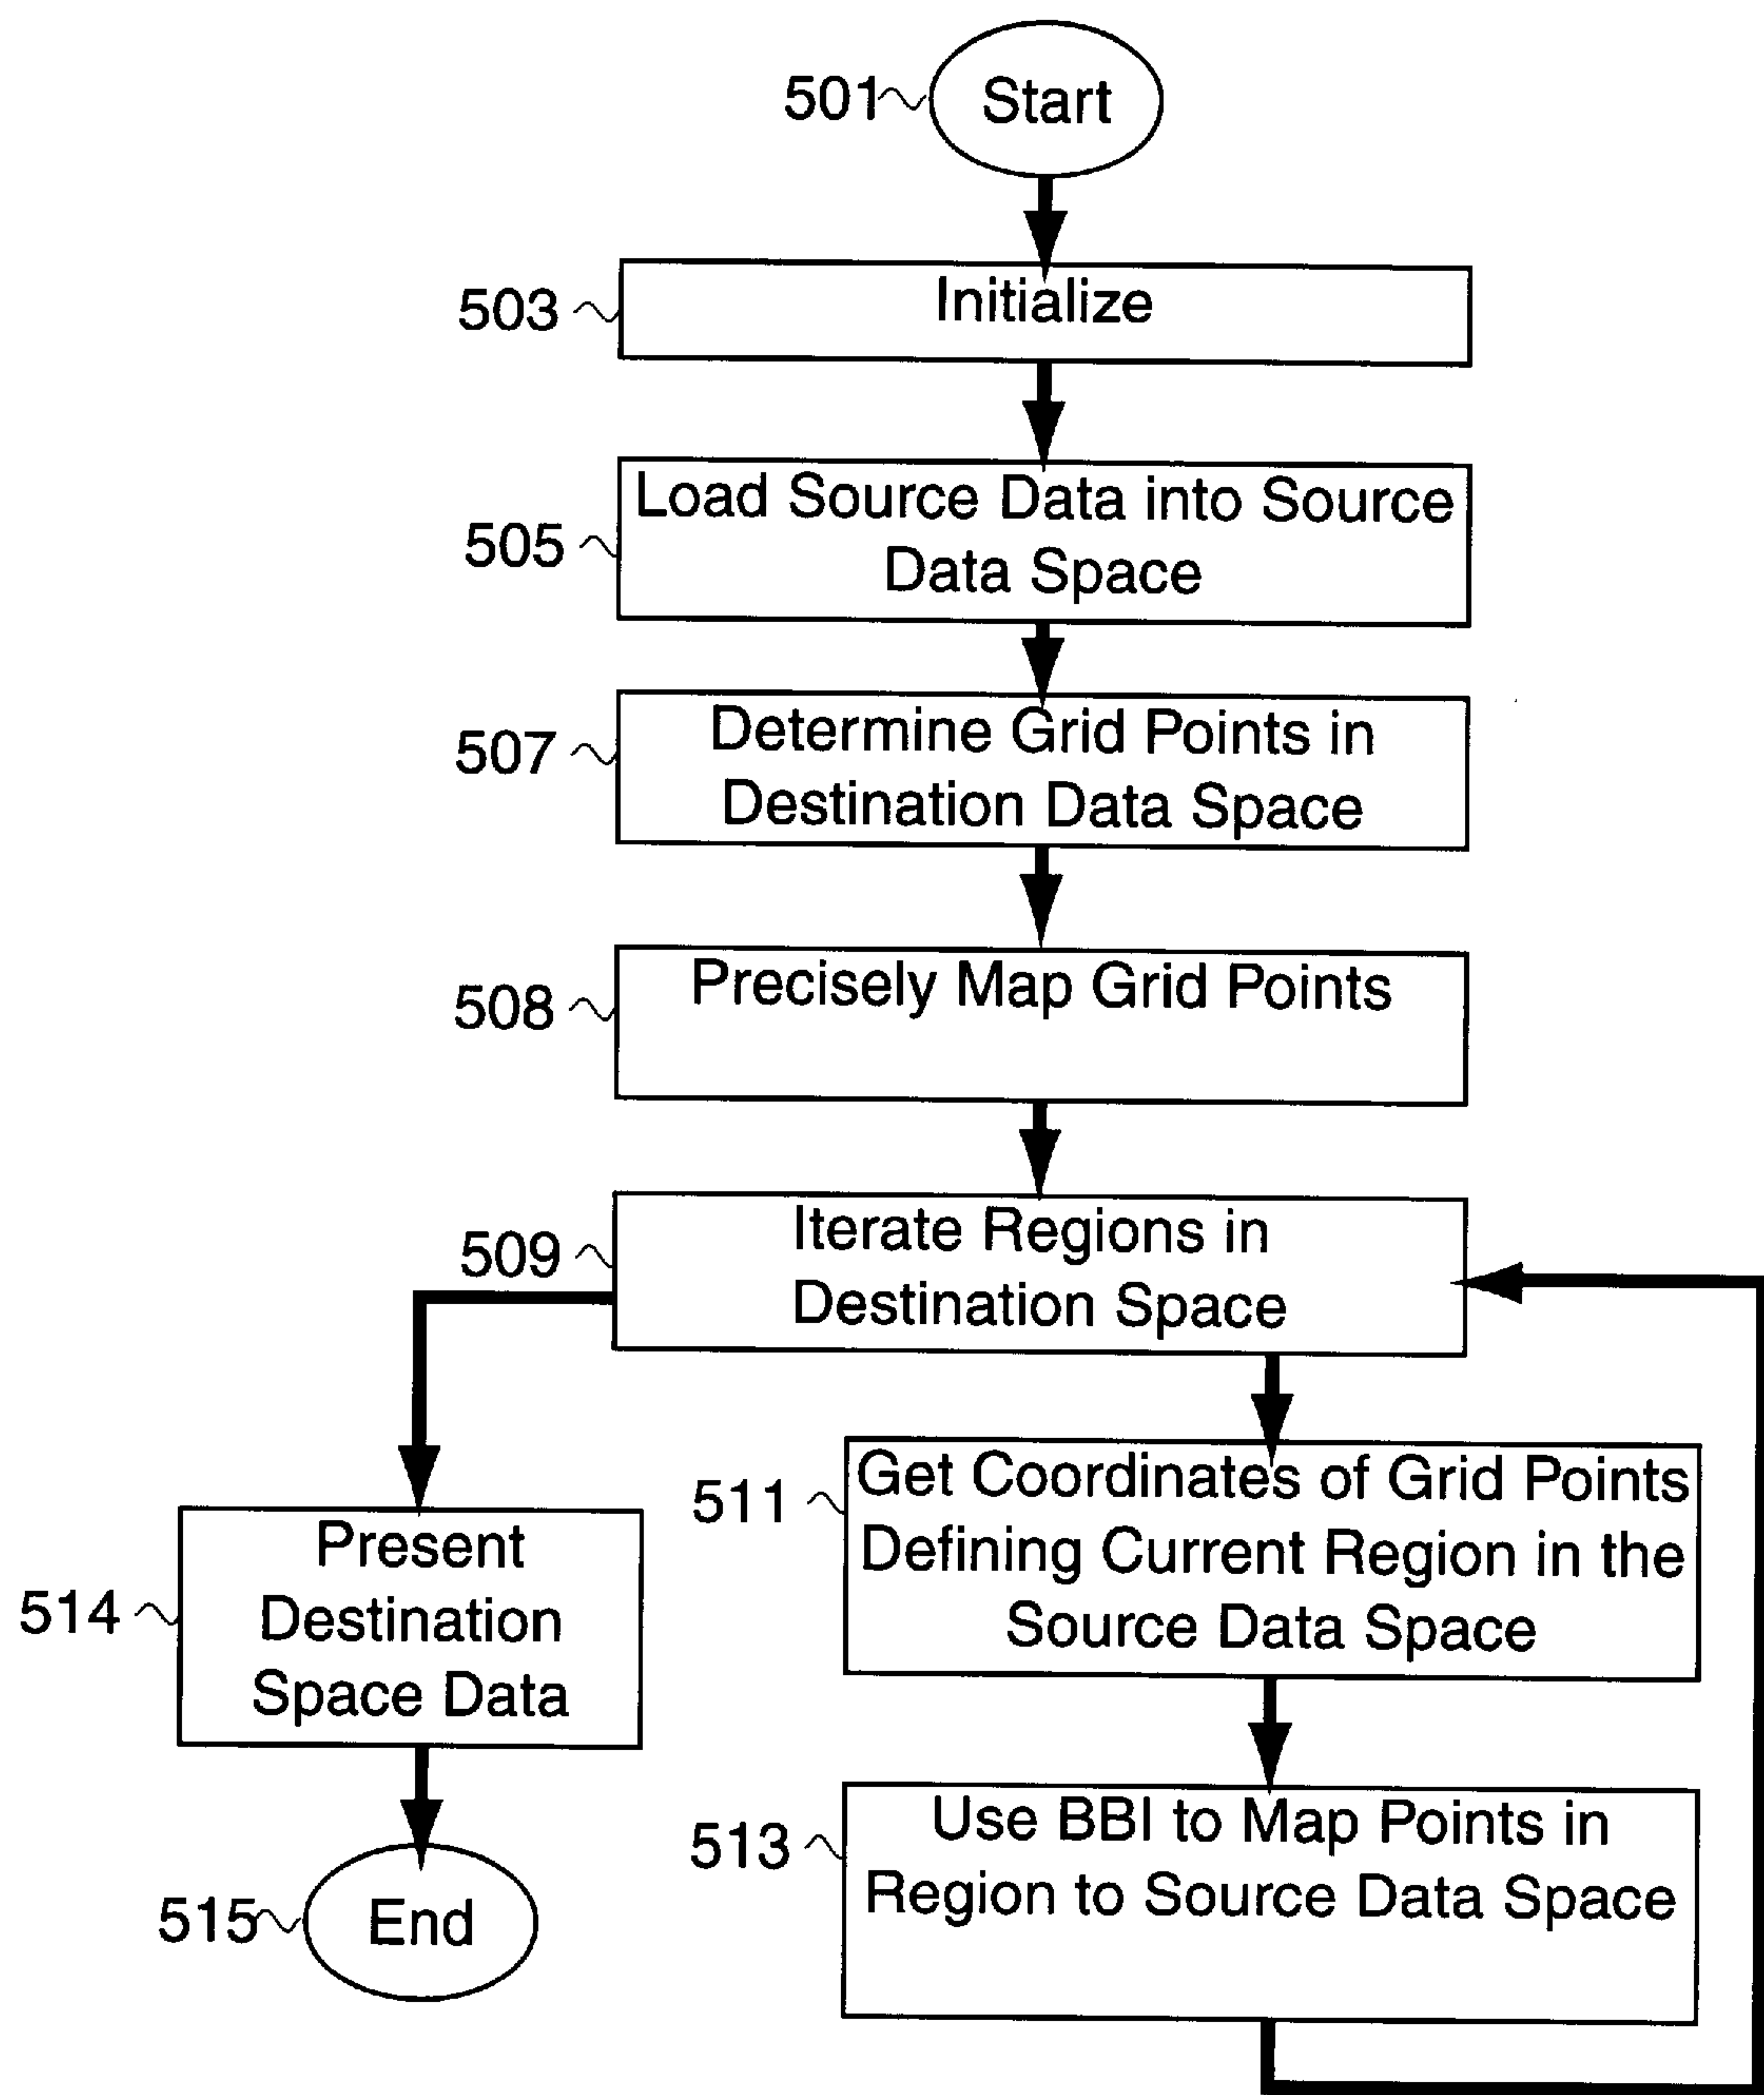 501
Start
503
Initialize
505
Load Source Data into Source
Data Space
507
Determine Grid Points in
Destination Data Space
508
Precisely Map Grid Points
509
Iterate Regions in
Destination Space
511
Get Coordinates of Grid Points
Defining Current Region in the
Source Data Space
514
Present
Destination
Space Data
513
Use BBI to Map Points in
Region to Source Data Space
515
End